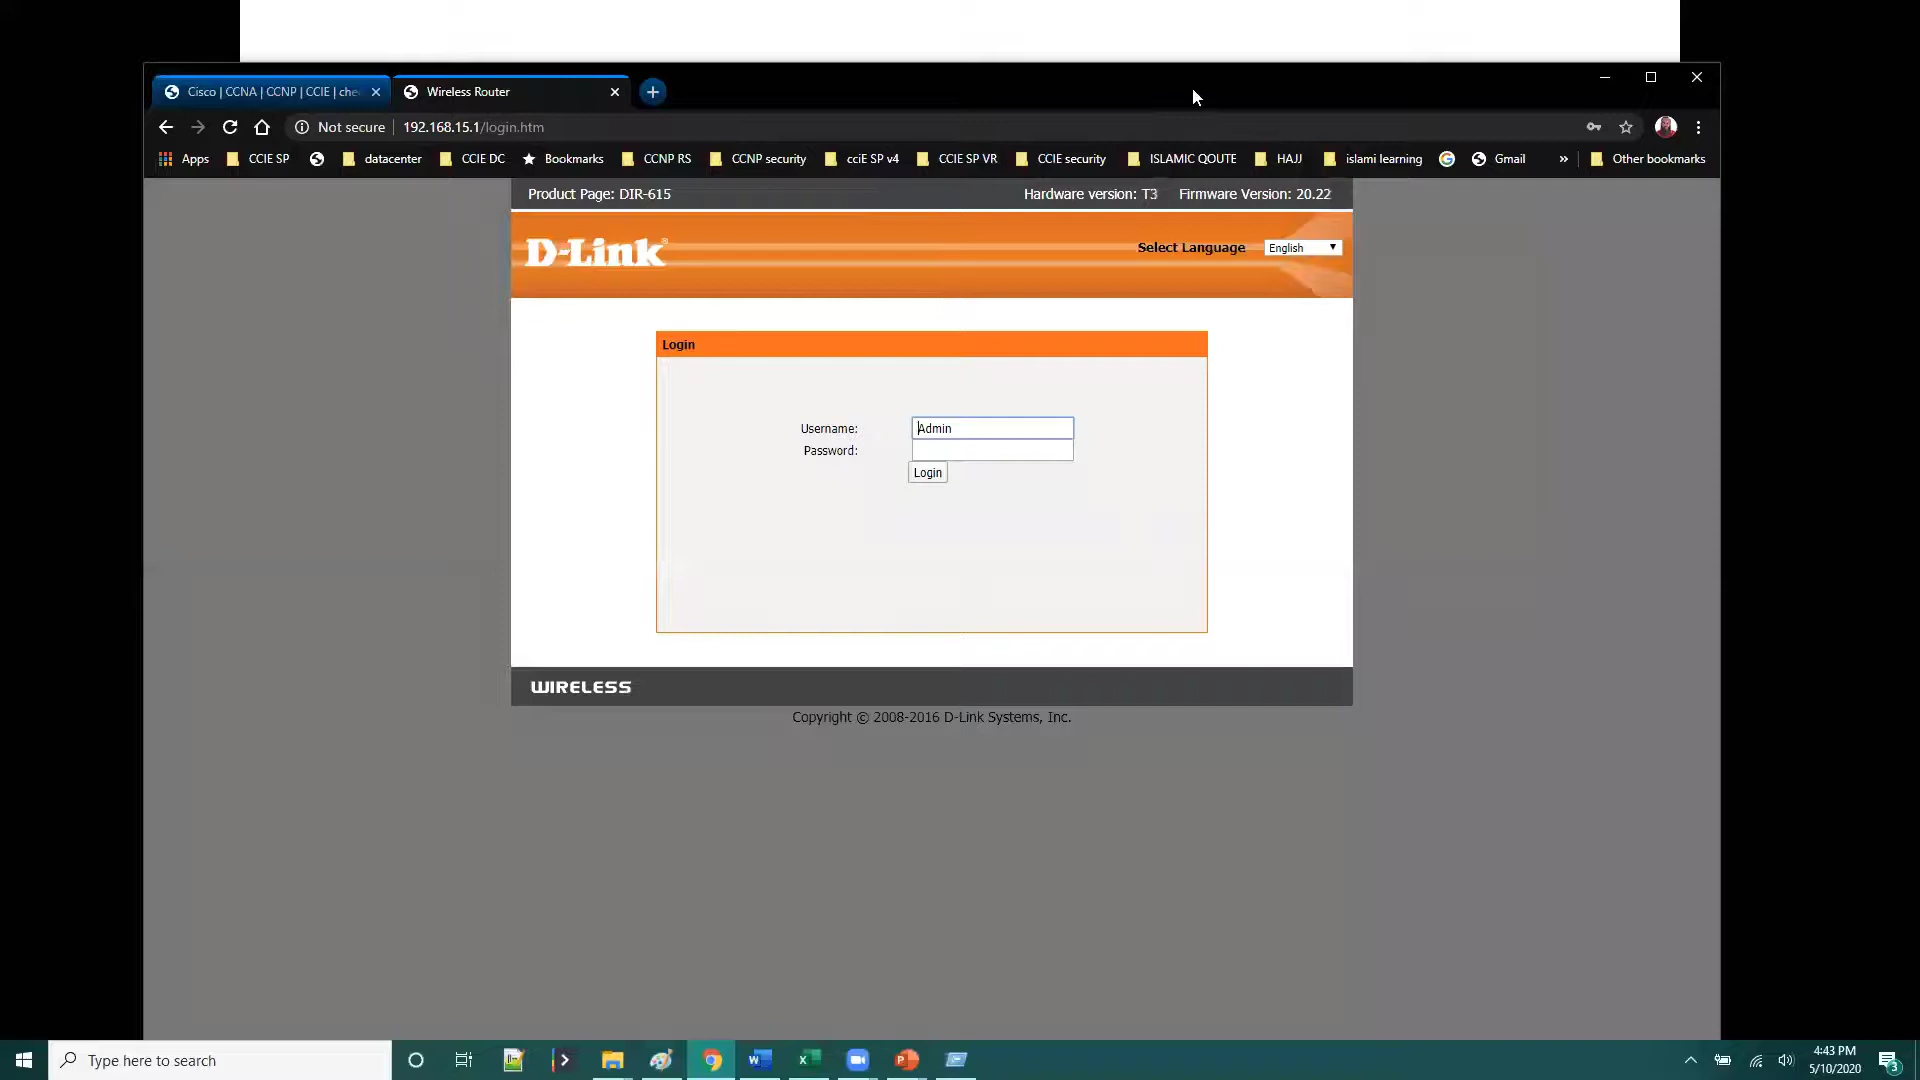 Cisco | CCNA | CCNP | CCIE | che
Wireless Router
Not secure
192.168.15.1/login.htm
Apps
CCIE SP
datacenter
CCIE DC
Bookmarks
CCNP RS
CCNP security
cciE SP v4
CCIE SP VR
CCIE security
ISLAMIC QOUTE
HAJJ
islami learning
Gmail
»
Other bookmarks
Product Page: DIR-615
Hardware version: T3
Firmware Version: 20.22
D-Link®
Select Language
English
Login
Username:
Admin
Password:
Login
WIRELESS
Copyright © 2008-2016 D-Link Systems, Inc.
Type here to search
4:43 PM
5/10/2020
3